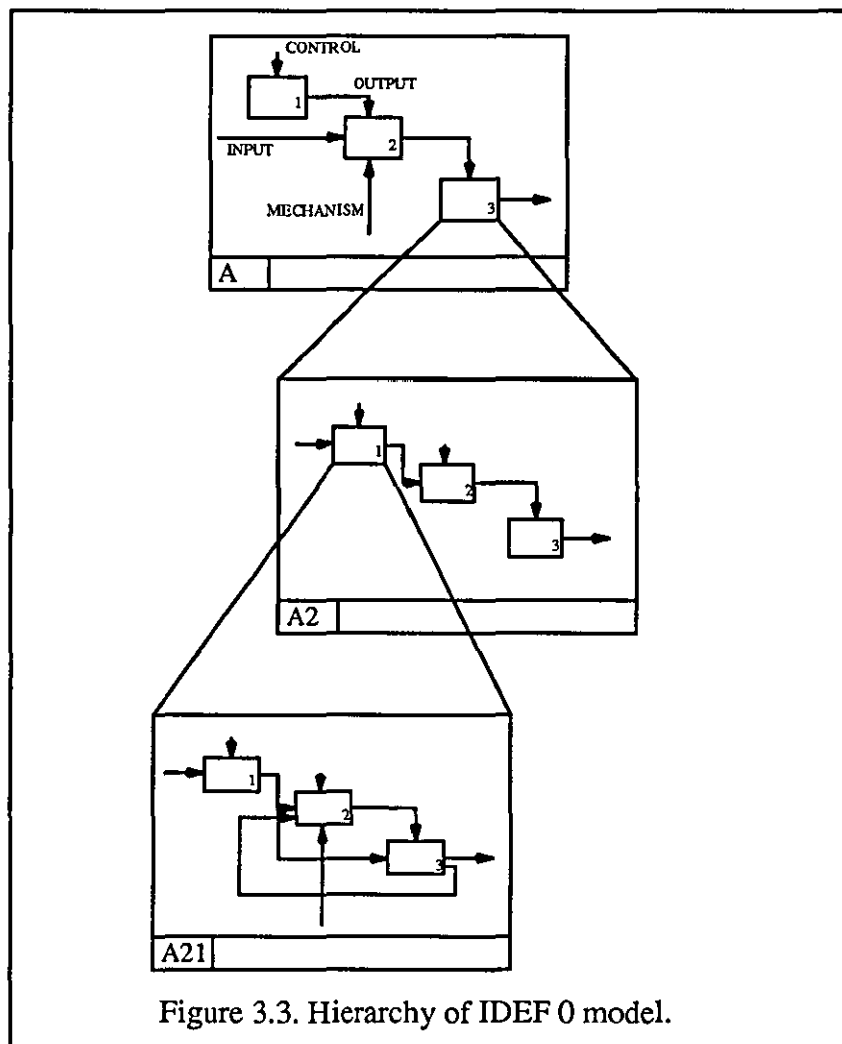 CONTROL
OUTPUT
1
2
INPUT
MECHANISM
3
A
1
2
3
A2
1
2
3
A21
Figure 3.3. Hierarchy of IDEF 0 model.